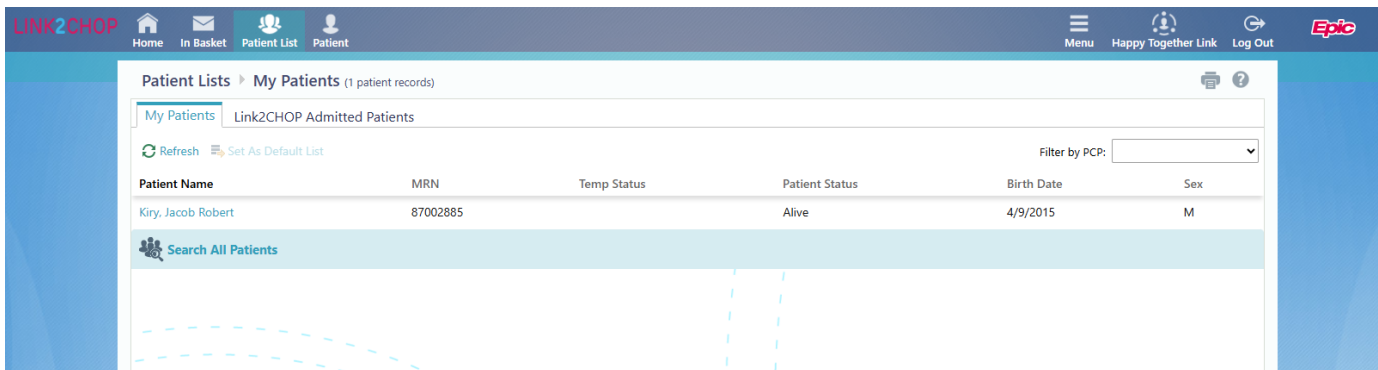 LINK2CHOP
Home In Basket Patient List Patient Menu Happy Together Link Log Out Epic
Patient Lists My Patients (1 patient records)
My Patients Link2CHOP Admitted Patients
Refresh Set As Default List Filter by PCP:
Patient Name MRN Temp Status Patient Status Birth Date Sex
Kiry, Jacob Robert 87002885 Alive 4/9/2015 M
Search All Patients